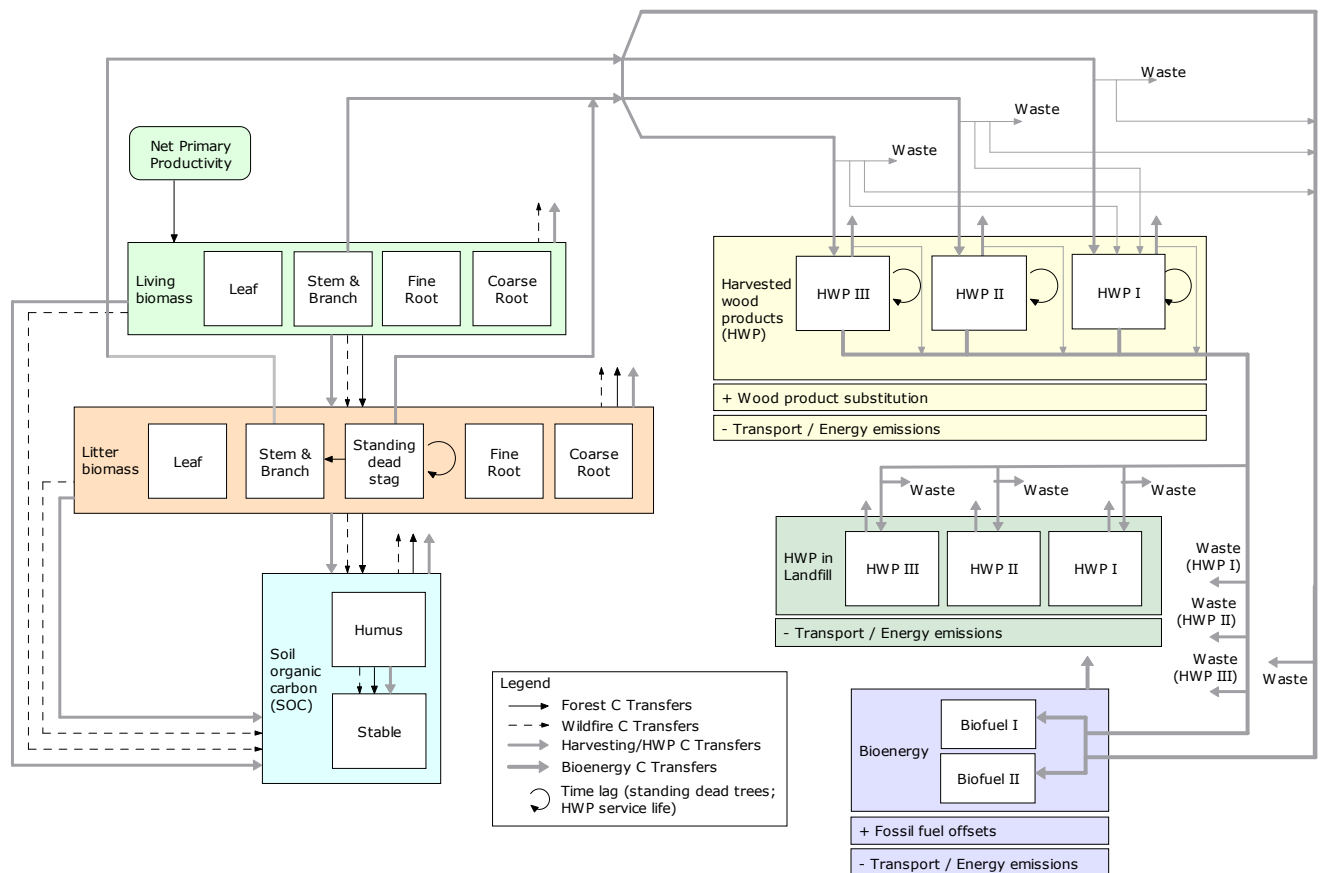 Waste
Waste
Waste
Net Primary
Productivity
Living
biomass
Leaf
Stem &
Branch
Fine
Root
Coarse
Root
Harvested
wood
products
(HWP)
HWP III
HWP II
HWP I
+ Wood product substitution
- Transport / Energy emissions
Litter
biomass
Leaf
Stem &
Branch
Standing
dead
stag
Fine
Root
Coarse
Root
Waste
Waste
Waste
HWP in
Landfill
HWP III
HWP II
HWP I
- Transport / Energy emissions
Waste
(HWP I)
Waste
(HWP II)
Waste
(HWP III)
Waste
Soil
organic
carbon
(SOC)
Humus
Stable
Legend
Forest C Transfers
Wildfire C Transfers
Harvesting/HWP C Transfers
Bioenergy C Transfers
Time lag (standing dead trees;
HWP service life)
Bioenergy
Biofuel I
Biofuel II
+ Fossil fuel offsets
- Transport / Energy emissions